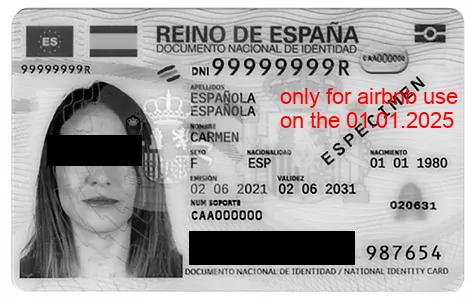 ES
REINO DE ESPAÑA
DOCUMENTO NACIONAL DE IDENTIDAD
99999999R
DNI 99999999R
CAA000000
APELLIDOS
ESPAÑOLA
ESPAÑOLA
only for airbnb use
on the 01.01.2025
NOMBRE
CARMEN
ESPECIMEN
SEXO NACIONALIDAD NACIMIENTO
F ESP 01 01 1980
EMISIÓN VALIDEZ
02 06 2021 02 06 2031
NUM SOPORTE
CAA000000
020631
987654
DOCUMENTO NACIONAL DE IDENTIDAD / NATIONAL IDENTITY CARD